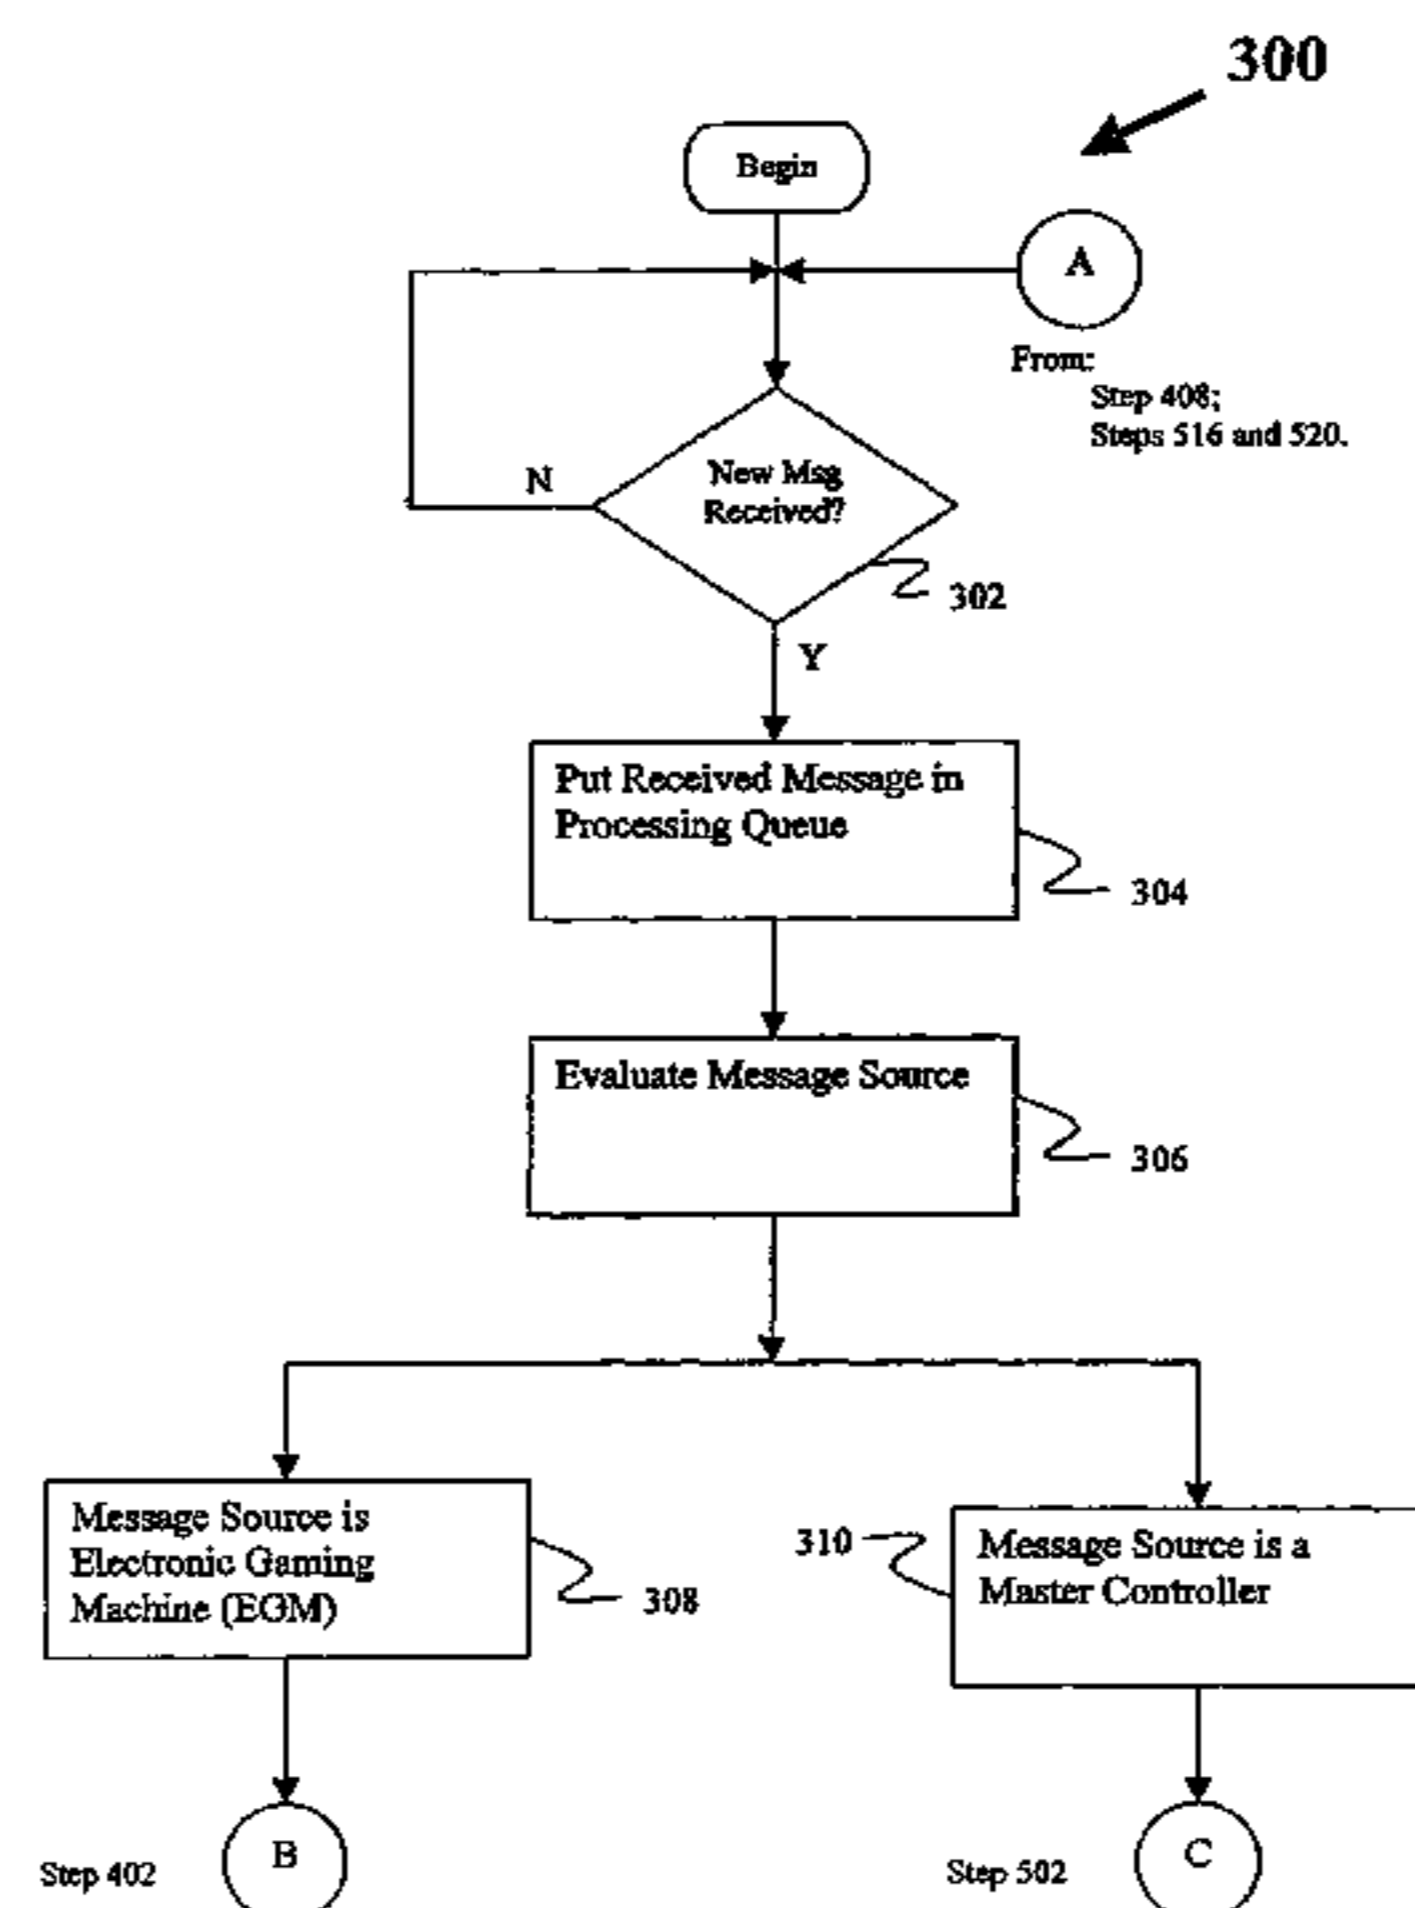 300
Begin
A
From:
Step 408;
Steps 516 and 520.
N
New Msg
Received?
302
Y
Put Received Message in
Processing Queue
304
Evaluate Message Source
306
Message Source is
Electronic Gaming
Machine (EGM)
308
310
Message Source is a
Master Controller
Step 402
B
Step 502
C